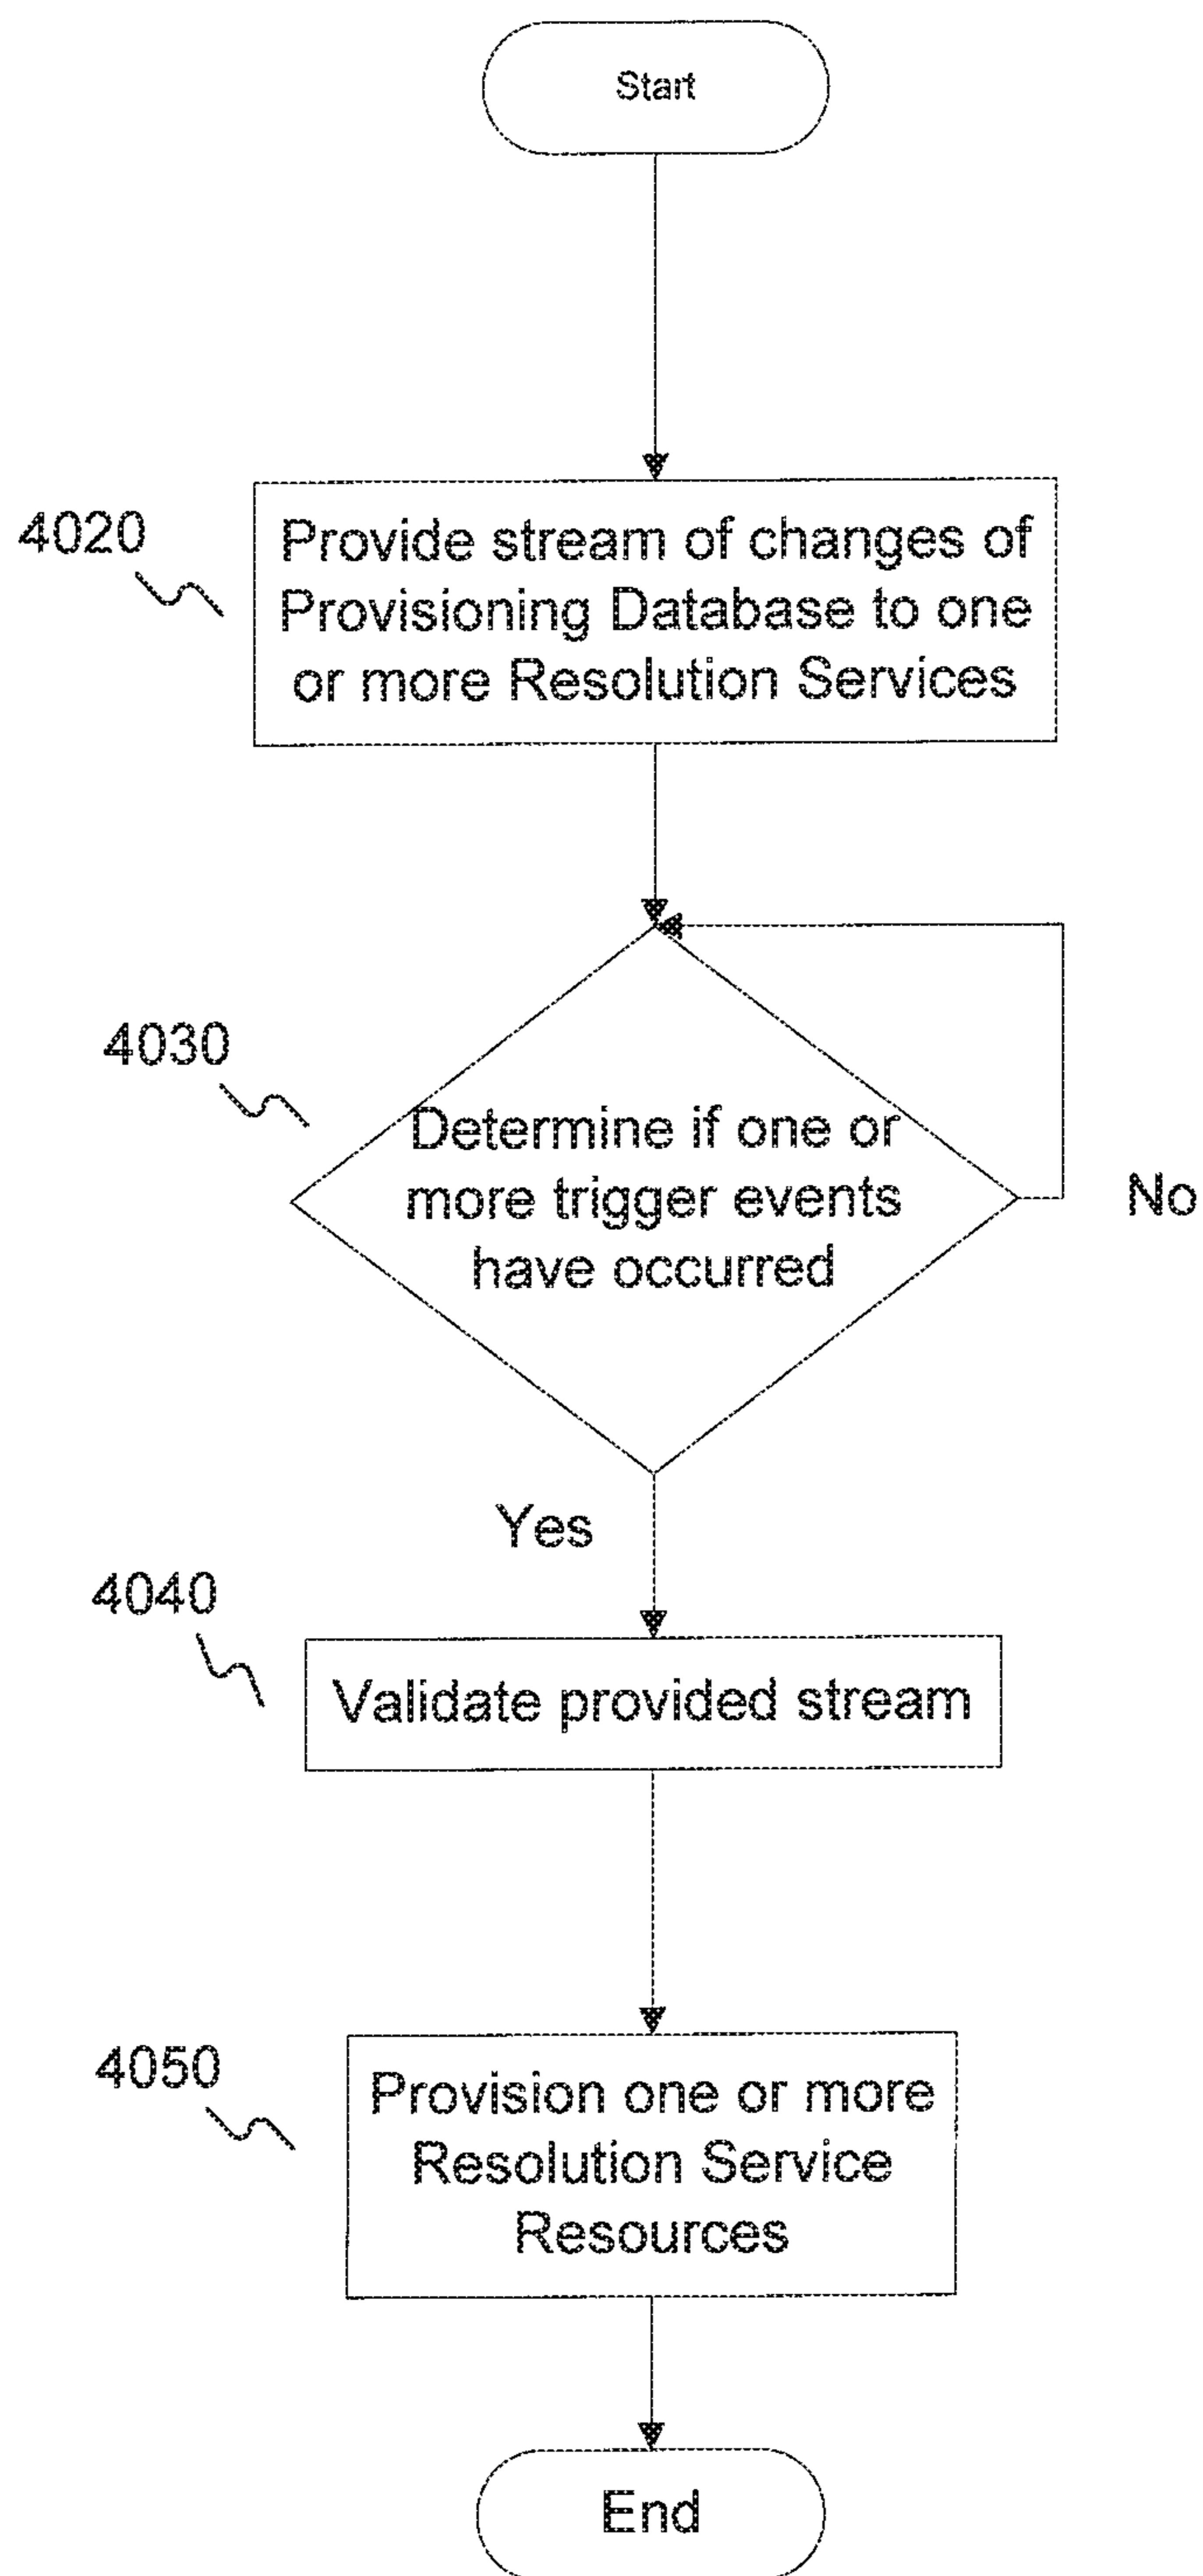 Start
4020
Provide stream of changes of
Provisioning Database to one
or more Resolution Services
4030
Determine if one or
more trigger events
have occurred
No
Yes
4040
Validate provided stream
4050
Provision one or more
Resolution Service
Resources
End